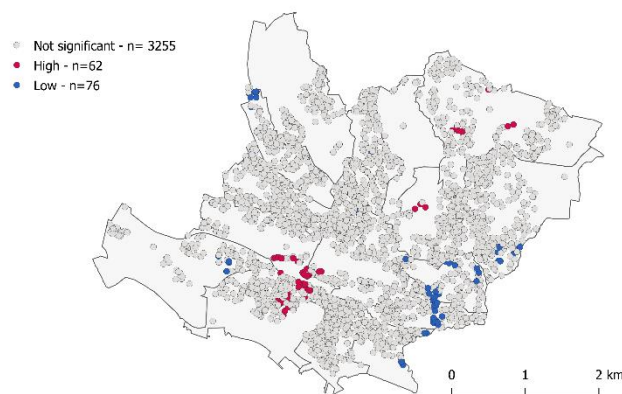 Not significant - n= 3255
High - n=62
Low - n=76
0 1 2 km